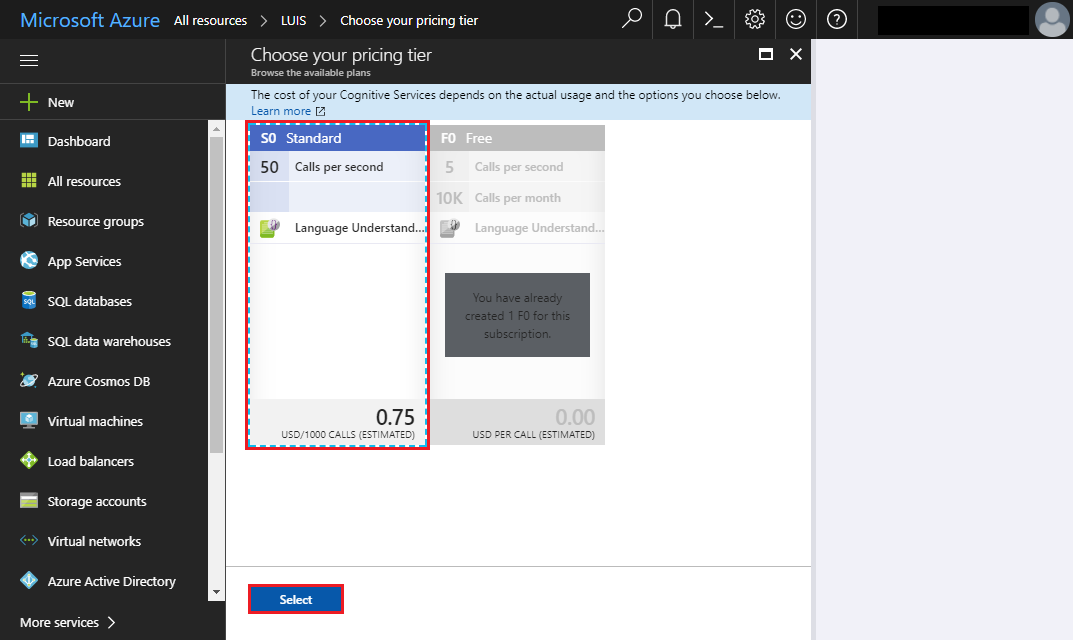 Microsoft Azure All resources > LUIS > Choose your pricing tier
Choose your pricing tier
Browse the available plans
The cost of your Cognitive Services depends on the actual usage and the options you choose below.
Learn more
New
Dashboard
All resources
Resource groups
App Services
SQL databases
SQL data warehouses
Azure Cosmos DB
Virtual machines
Load balancers
Storage accounts
Virtual networks
Azure Active Directory
More services >
S0 Standard
50 Calls per second
Language Understand...
0.75
USD/1000 CALLS (ESTIMATED)
F0 Free
5 Calls per second
10K Calls per month
Language Understand...
You have already
created 1 F0 for this
subscription.
0.00
USD PER CALL (ESTIMATED)
Select